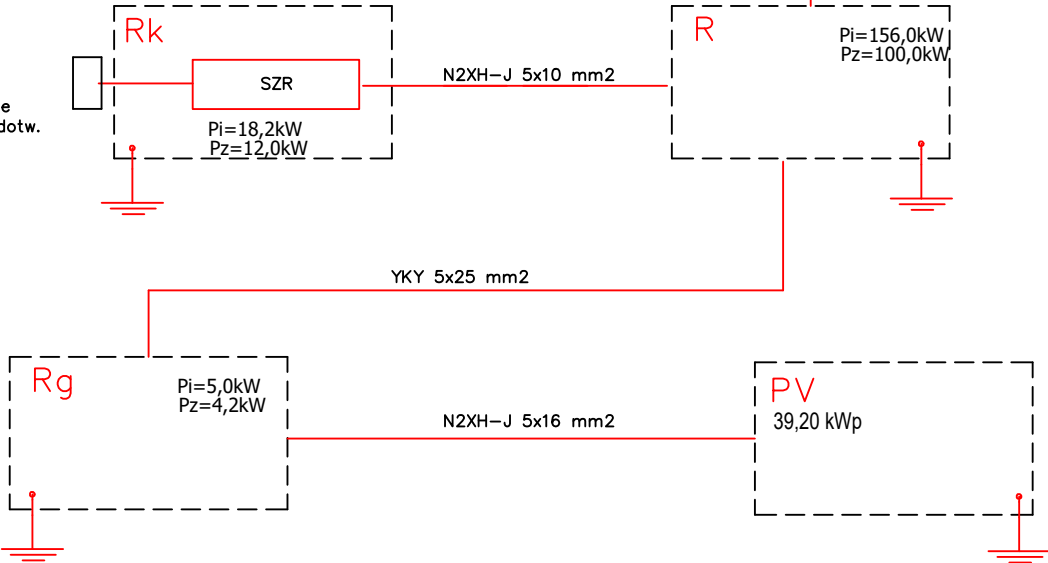 Rk
SZR
Pi=18,2kW
Pz=12,0kW
e
dotw.
N2XH-J 5x10 mm2
R
Pi=156,0kW
Pz=100,0kW
YKY 5x25 mm2
Rg
Pi=5,0kW
Pz=4,2kW
N2XH-J 5x16 mm2
PV
39,20 kWp